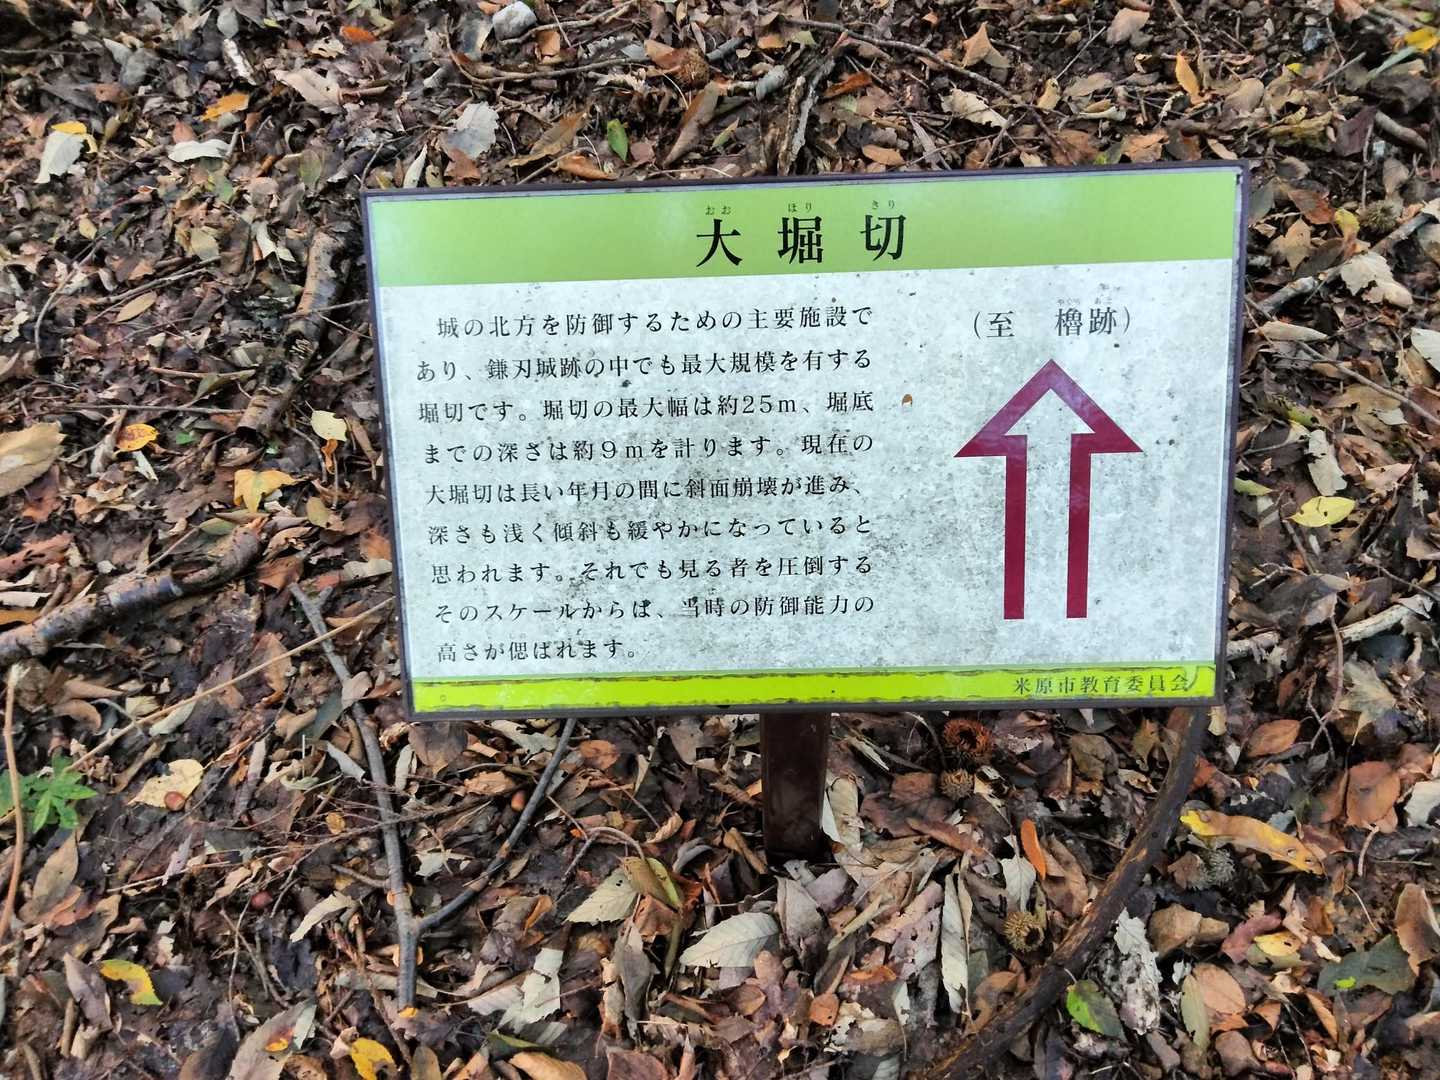 おお ほり きり
大堀切
城の北方を防御するための主要施設で
あり、鎌刃城跡の中でも最大規模を有する
堀切です。堀切の最大幅は約25m、堀底
までの深さは約9mを計ります。現在の
大堀切は長い年月の間に斜面崩壊が進み、
深さも浅く傾斜も緩やかになっていると
思われます。それでも見る者を圧倒する
そのスケールからは、当時の防御能力の
高さが偲ばれます。
やぐら あと
(至 櫓跡)
米原市教育委員会